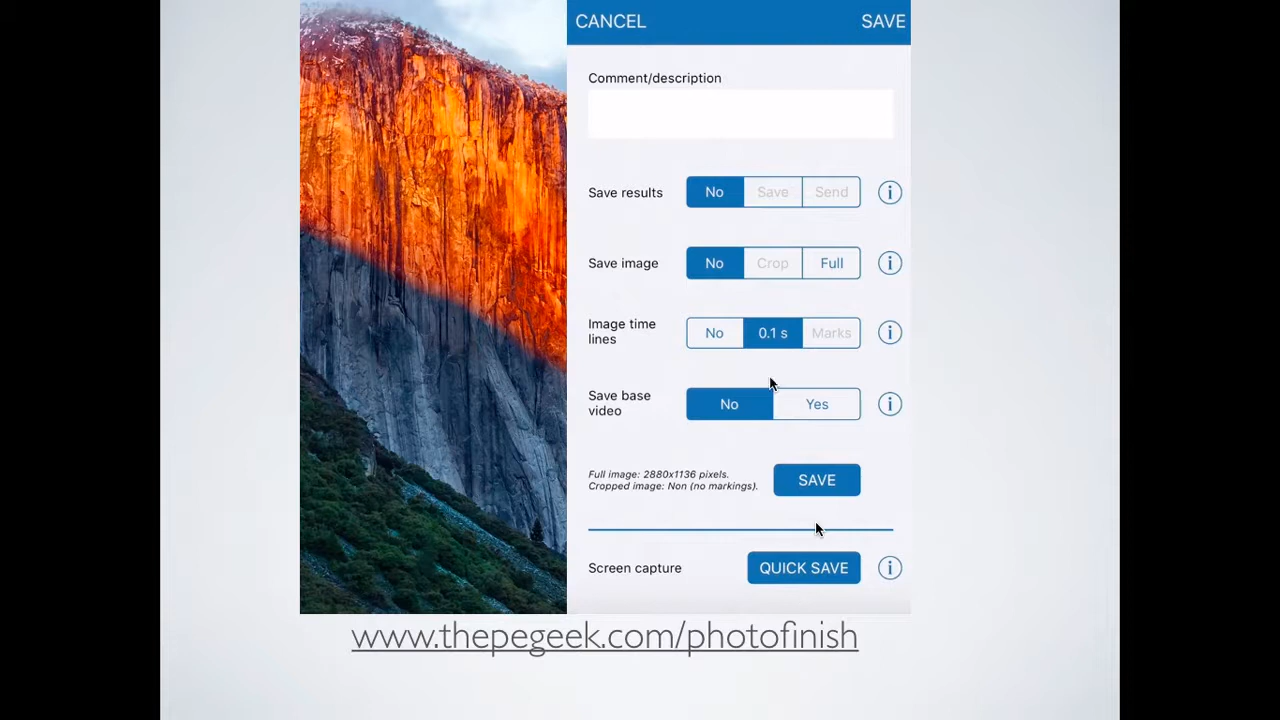 CANCEL SAVE
Comment/description
Save results No Save Send i
Save image No Crop Full i
Image time
lines No 0.1 s Marks i
Save base
video No Yes i
Full image: 2880x1136 pixels.
Cropped image: Non (no markings).
SAVE
Screen capture QUICK SAVE i
www.thepegeek.com/photofinish